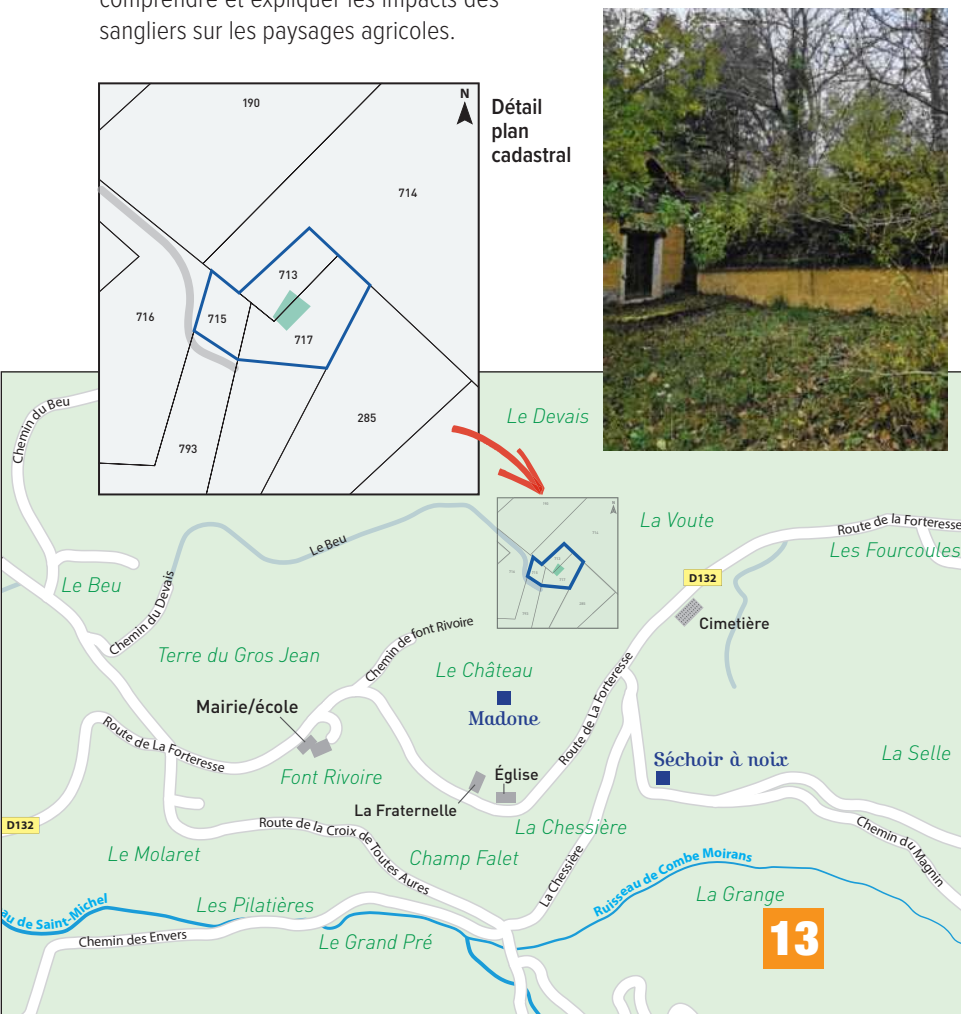 comprendre et expliquer les impacts des
sangliers sur les paysages agricoles.
Détail
plan
cadastral
N
190
714
713
715
716
717
285
793
Chemin du Beu
Le Devais
La Voute
Route de la Forteresse
Les Fourcoules
Le Beu
Le Beu
D132
Cimetière
Chemin du Devais
Chemin de font Rivoire
Terre du Gros Jean
Le Château
Madone
Mairie/école
Route de La Forteresse
Route de La Forteresse
Séchoir à noix
La Selle
Font Rivoire
Église
La Fraternelle
D132
Route de la Croix de Toutes Aures
La Chessière
Chemin du Magnin
Le Molaret
Champ Falet
La Chessière
Ruisseau de Combe Moirans
La Grange
au de Saint-Michel
Les Pilatières
Chemin des Envers
Le Grand Pré
13